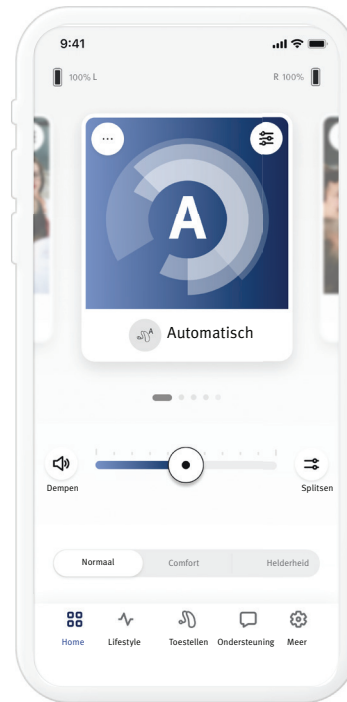 9:41
100% L
R 100%
A
A
Automatisch
Dempen
Splitsen
Normaal Comfort Helderheid
Home Lifestyle Toestellen Ondersteuning Meer